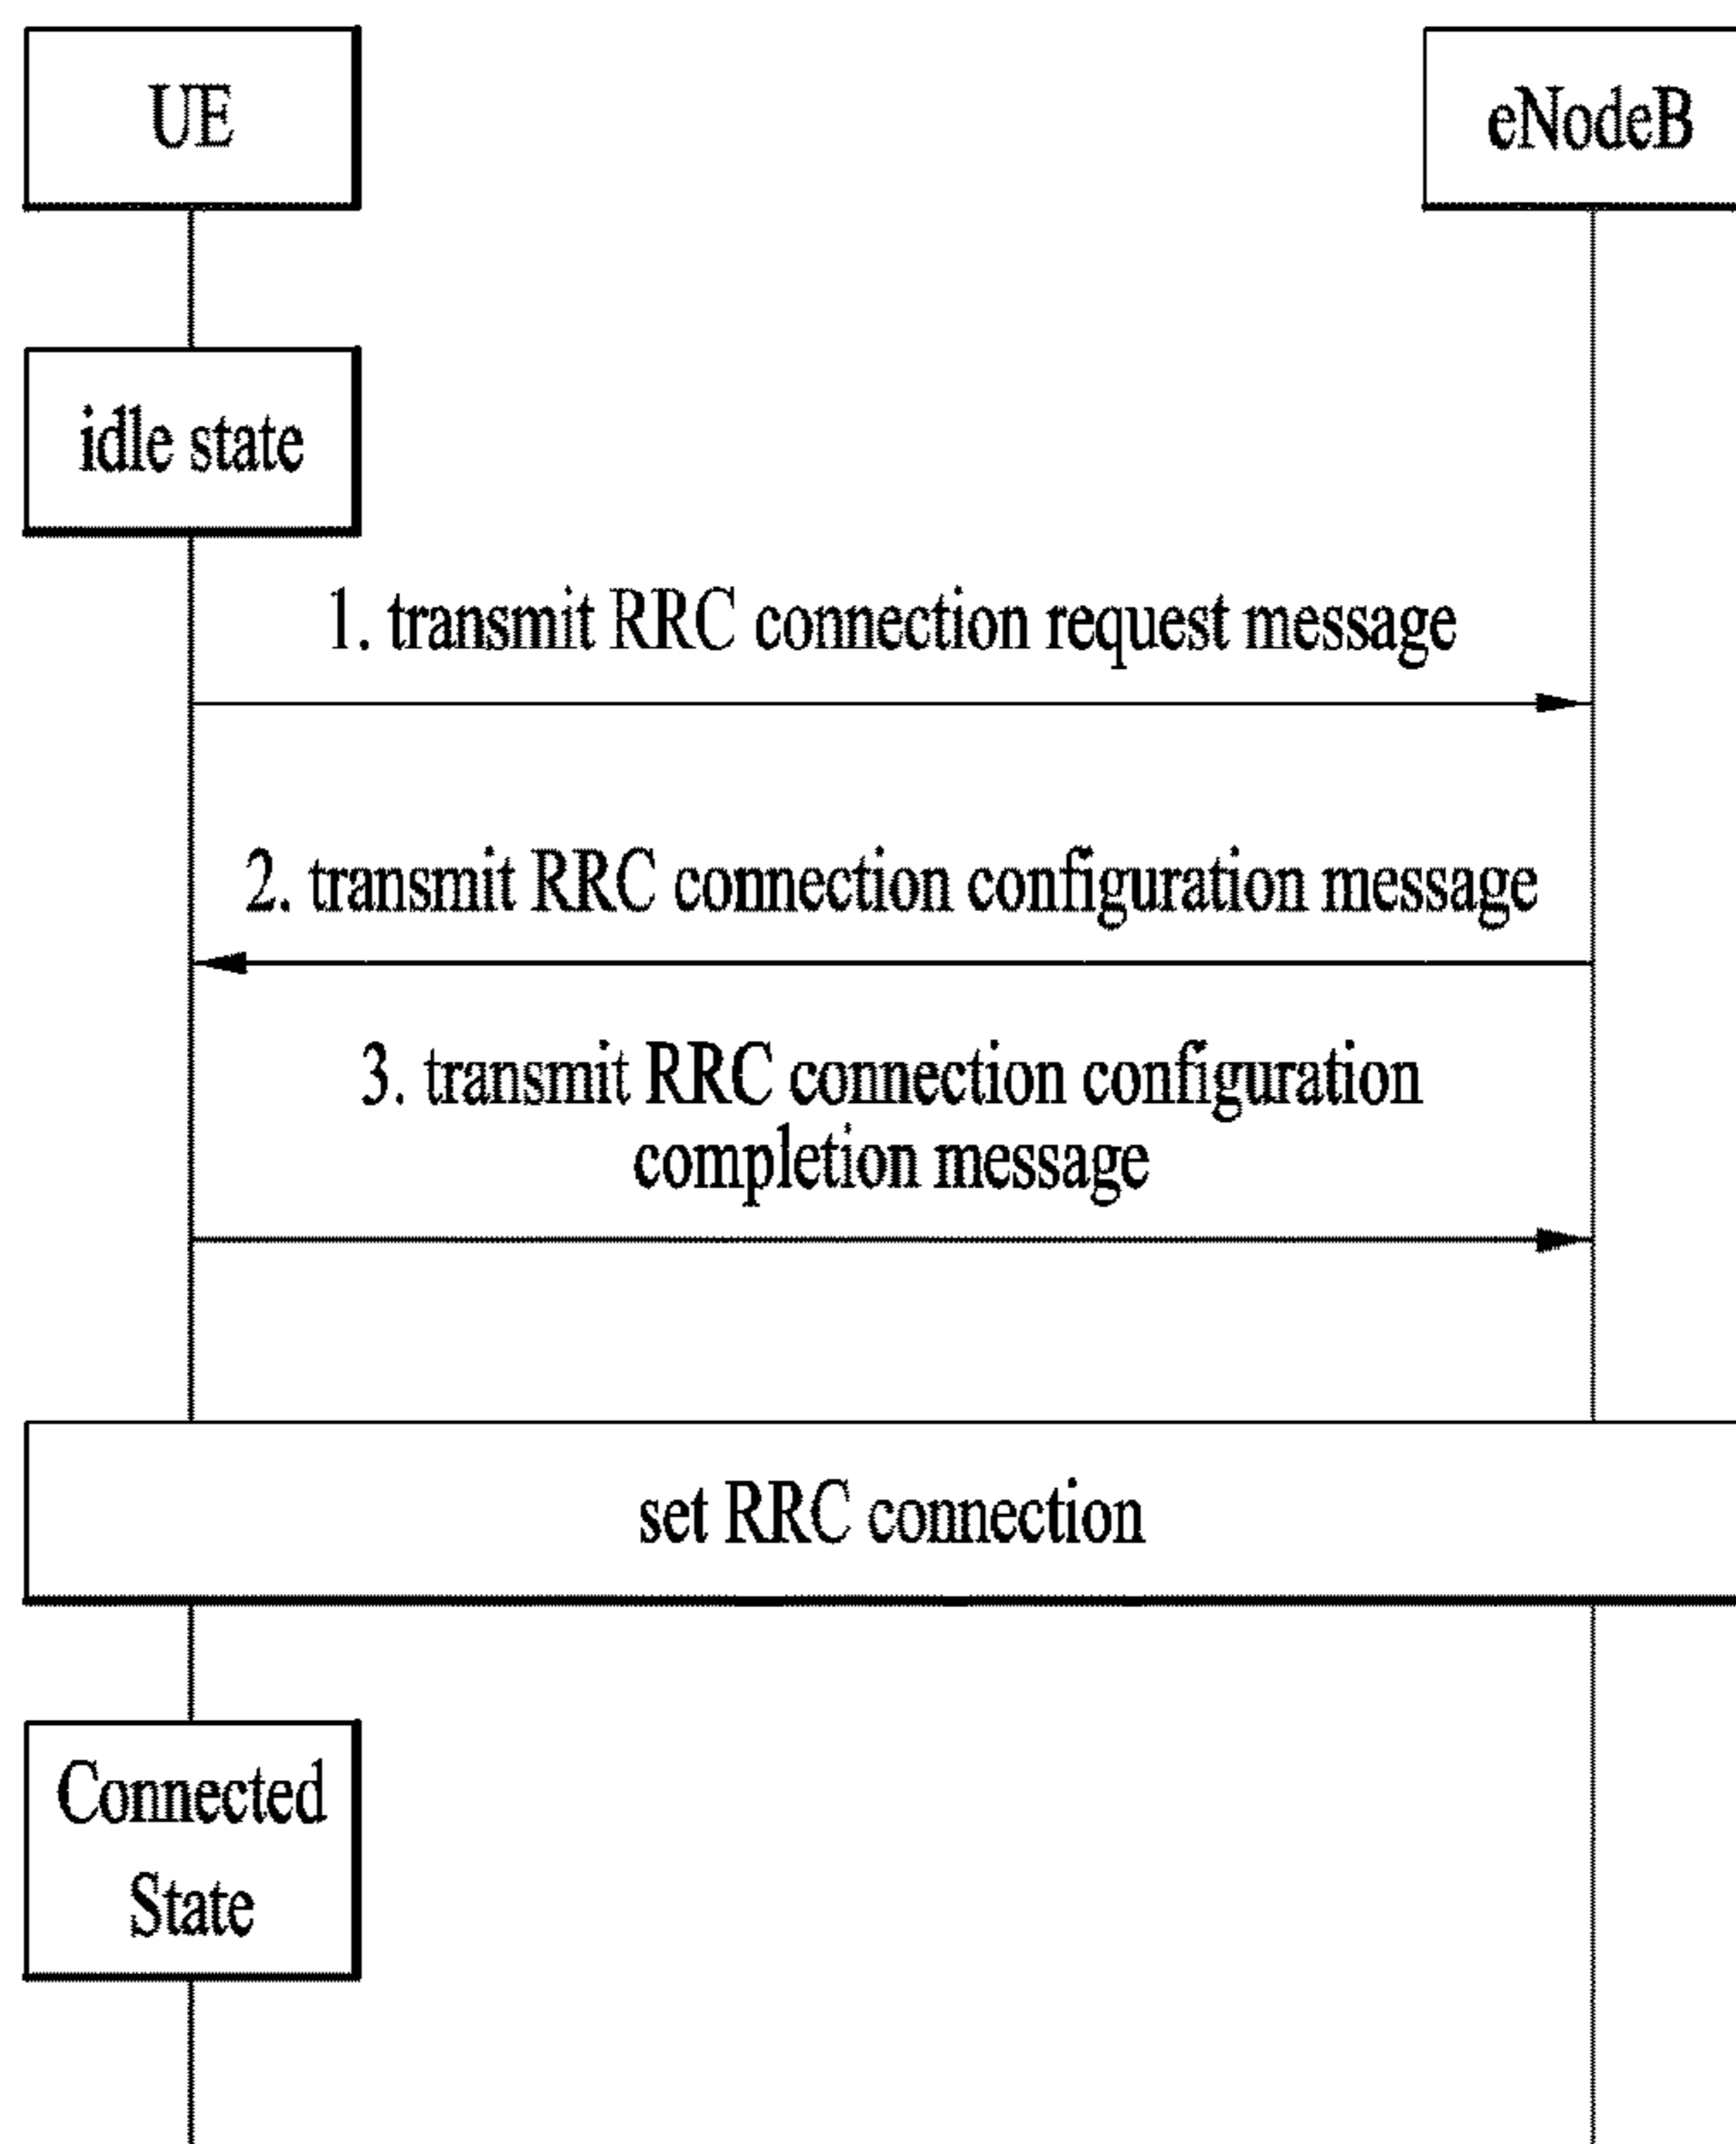 UE
eNodeB
idle state
1. transmit RRC connection request message
2. transmit RRC connection configuration message
3. transmit RRC connection configuration
completion message
set RRC connection
Connected
State